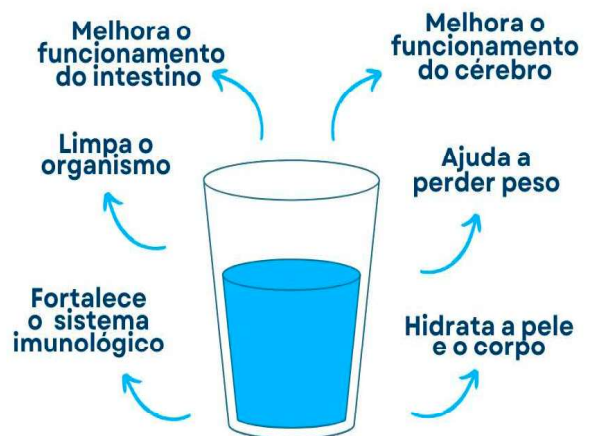 Melhora o
funcionamento
do intestino
Melhora o
funcionamento
do cérebro
Limpa o
organismo
Ajuda a
perder peso
Fortalece
o sistema
imunológico
Hidrata a pele
e o corpo